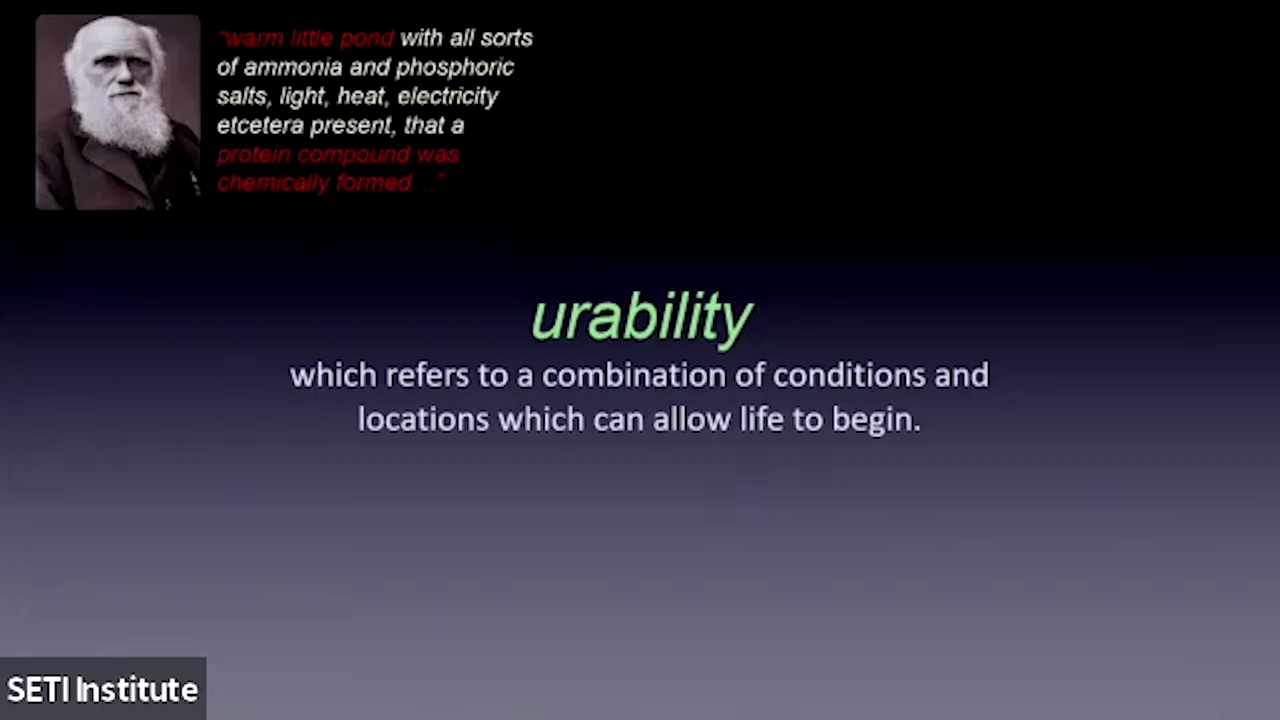 "warm little pond with all sorts
of ammonia and phosphoric
salts, light, heat, electricity
etcetera present, that a
protein compound was
chemically formed..."
urability
which refers to a combination of conditions and
locations which can allow life to begin.
SETI Institute